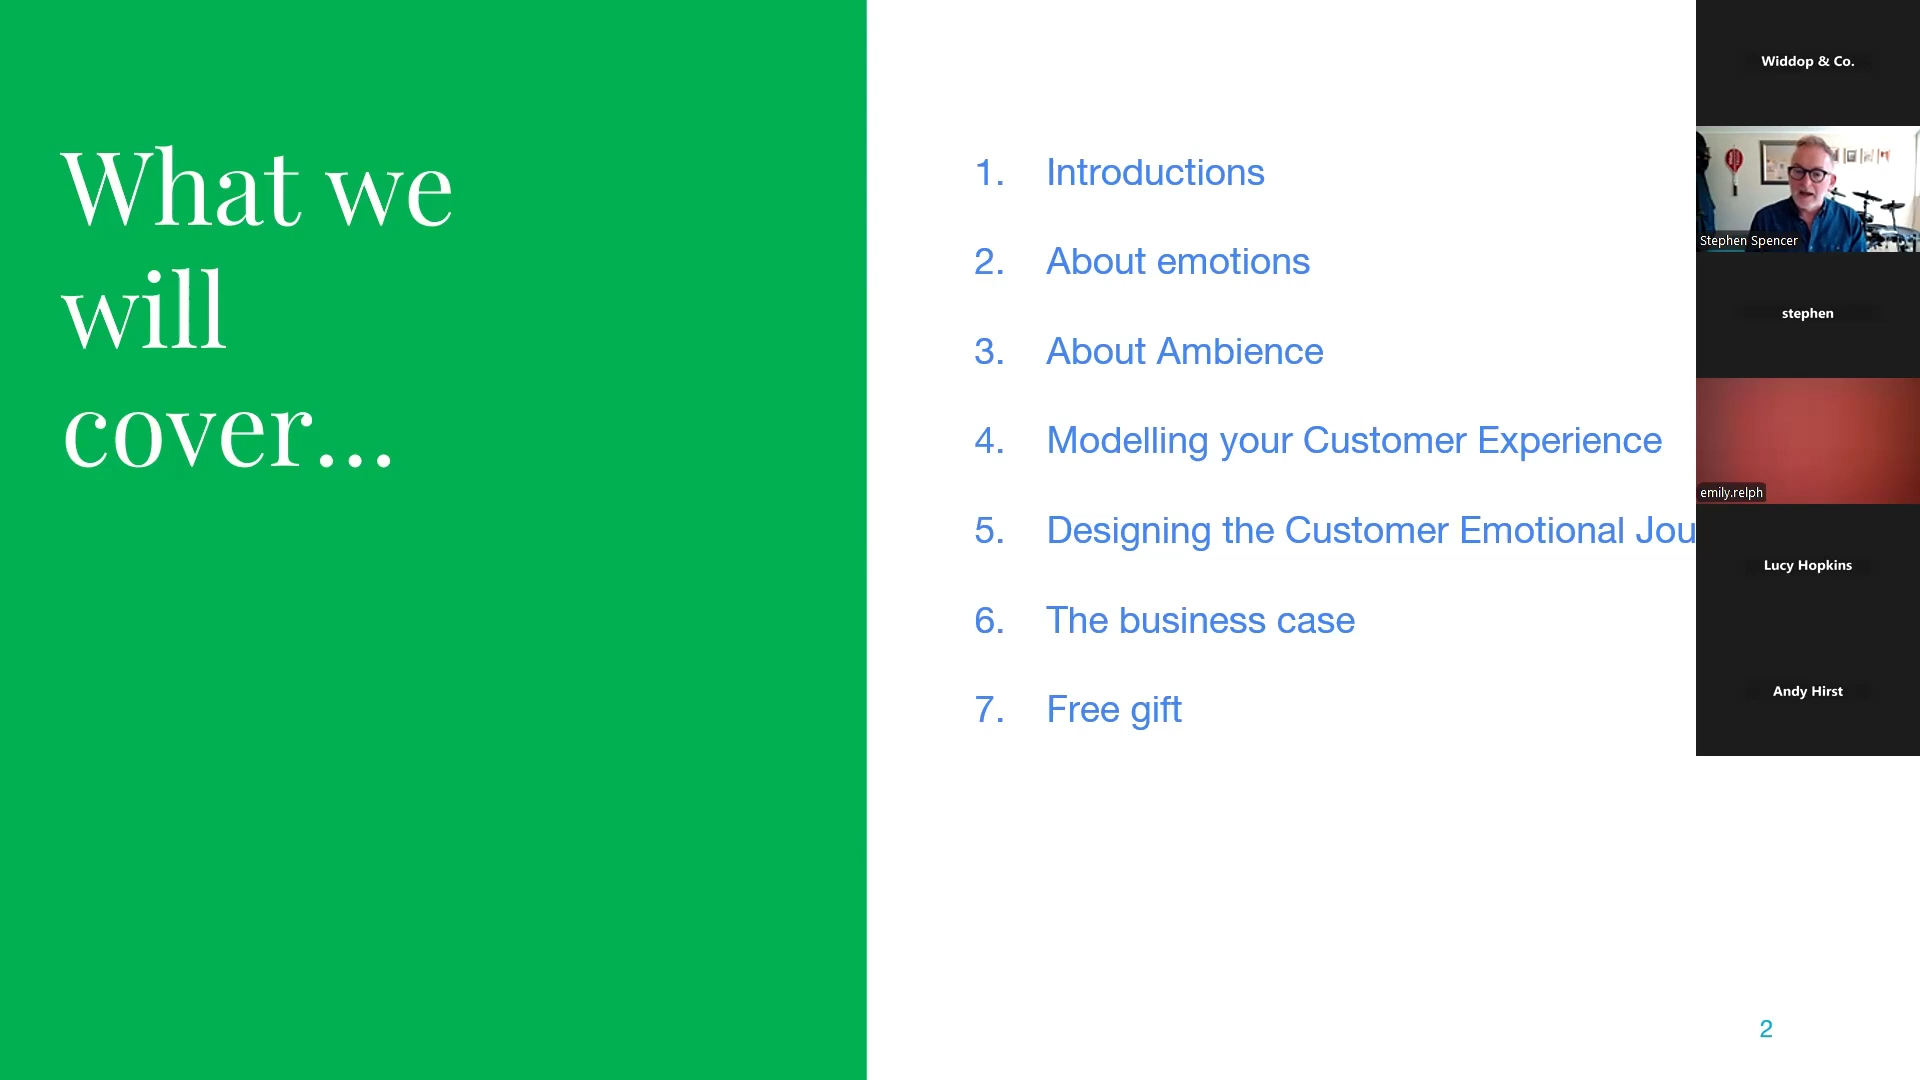 What we
will
cover...
1. Introductions
2. About emotions
3. About Ambience
4. Modelling your Customer Experience
5. Designing the Customer Emotional Jou
6. The business case
7. Free gift
2
Widdop & Co.
Stephen Spencer
stephen
emily.relph
Lucy Hopkins
Andy Hirst